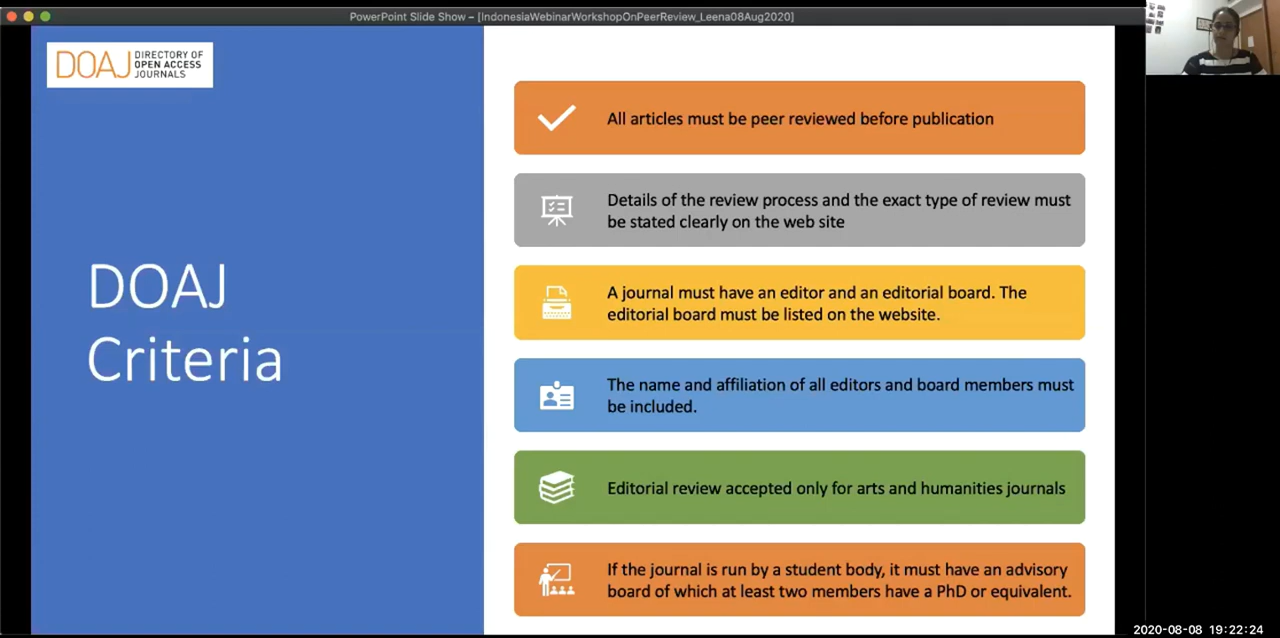 PowerPoint Slide Show – [IndonesiaWebinarWorkshopOnPeerReview_Leena08Aug2020]
DOAJ
DIRECTORY OF
OPEN ACCESS
JOURNALS
DOAJ
Criteria
All articles must be peer reviewed before publication
Details of the review process and the exact type of review must
be stated clearly on the web site
A journal must have an editor and an editorial board. The
editorial board must be listed on the website.
The name and affiliation of all editors and board members must
be included.
Editorial review accepted only for arts and humanities journals
If the journal is run by a student body, it must have an advisory
board of which at least two members have a PhD or equivalent.
2020-08-08 19:22:24